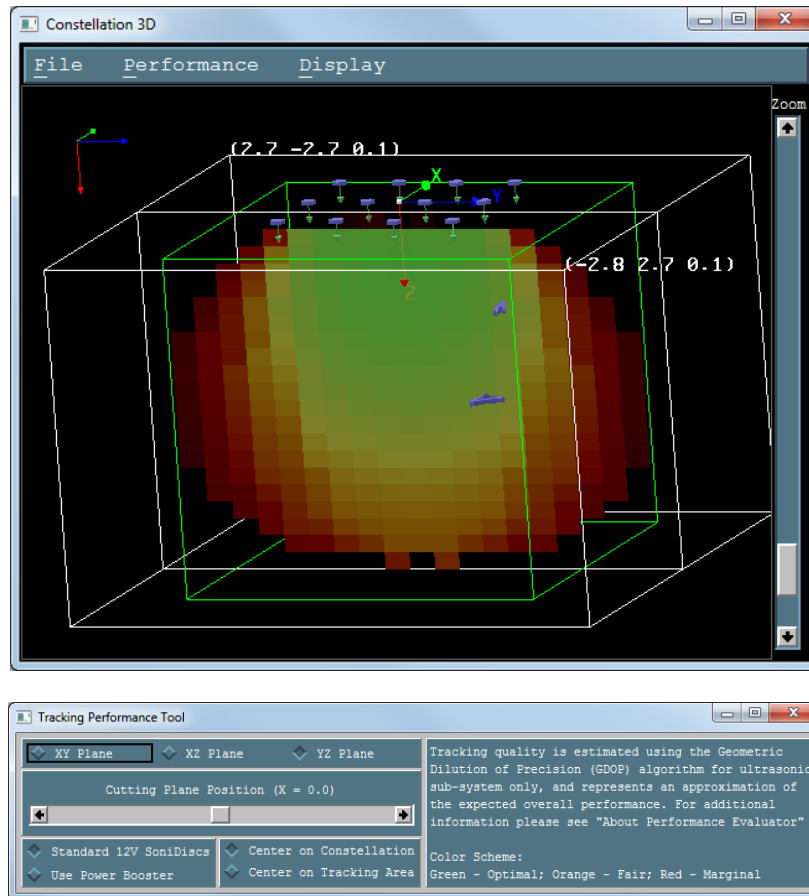 Constellation 3D
File Performance Display
Zoom
(2.7 -2.7 0.1)
X
Y
(-2.8 2.7 0.1)
Z
Tracking Performance Tool
XY Plane XZ Plane YZ Plane
Cutting Plane Position (X = 0.0)
Standard 12V SoniDiscs Center on Constellation
Use Power Booster Center on Tracking Area
Tracking quality is estimated using the Geometric
Dilution of Precision (GDOP) algorithm for ultrasonic
sub-system only, and represents an approximation of
the expected overall performance. For additional
information please see "About Performance Evaluator"
Color Scheme:
Green - Optimal; Orange - Fair; Red - Marginal